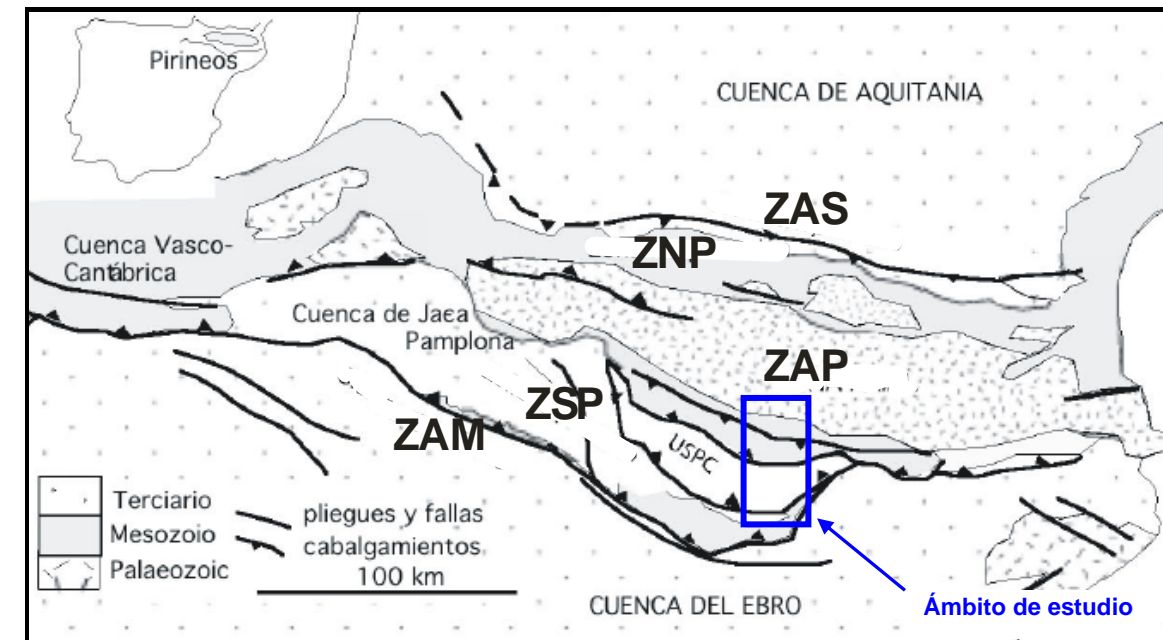 Pirineos
CUENCA DE AQUITANIA
ZAS
ZNP
Cuenca Vasco-
Cantábrica
Cuenca de Jaca
Pamplona
ZAP
ZSP
ZAM
USPC
Terciario
Mesozoio
Palaeozoic
pliegues y fallas
cabalgamientos
100 km
CUENCA DEL EBRO
Ámbito de estudio